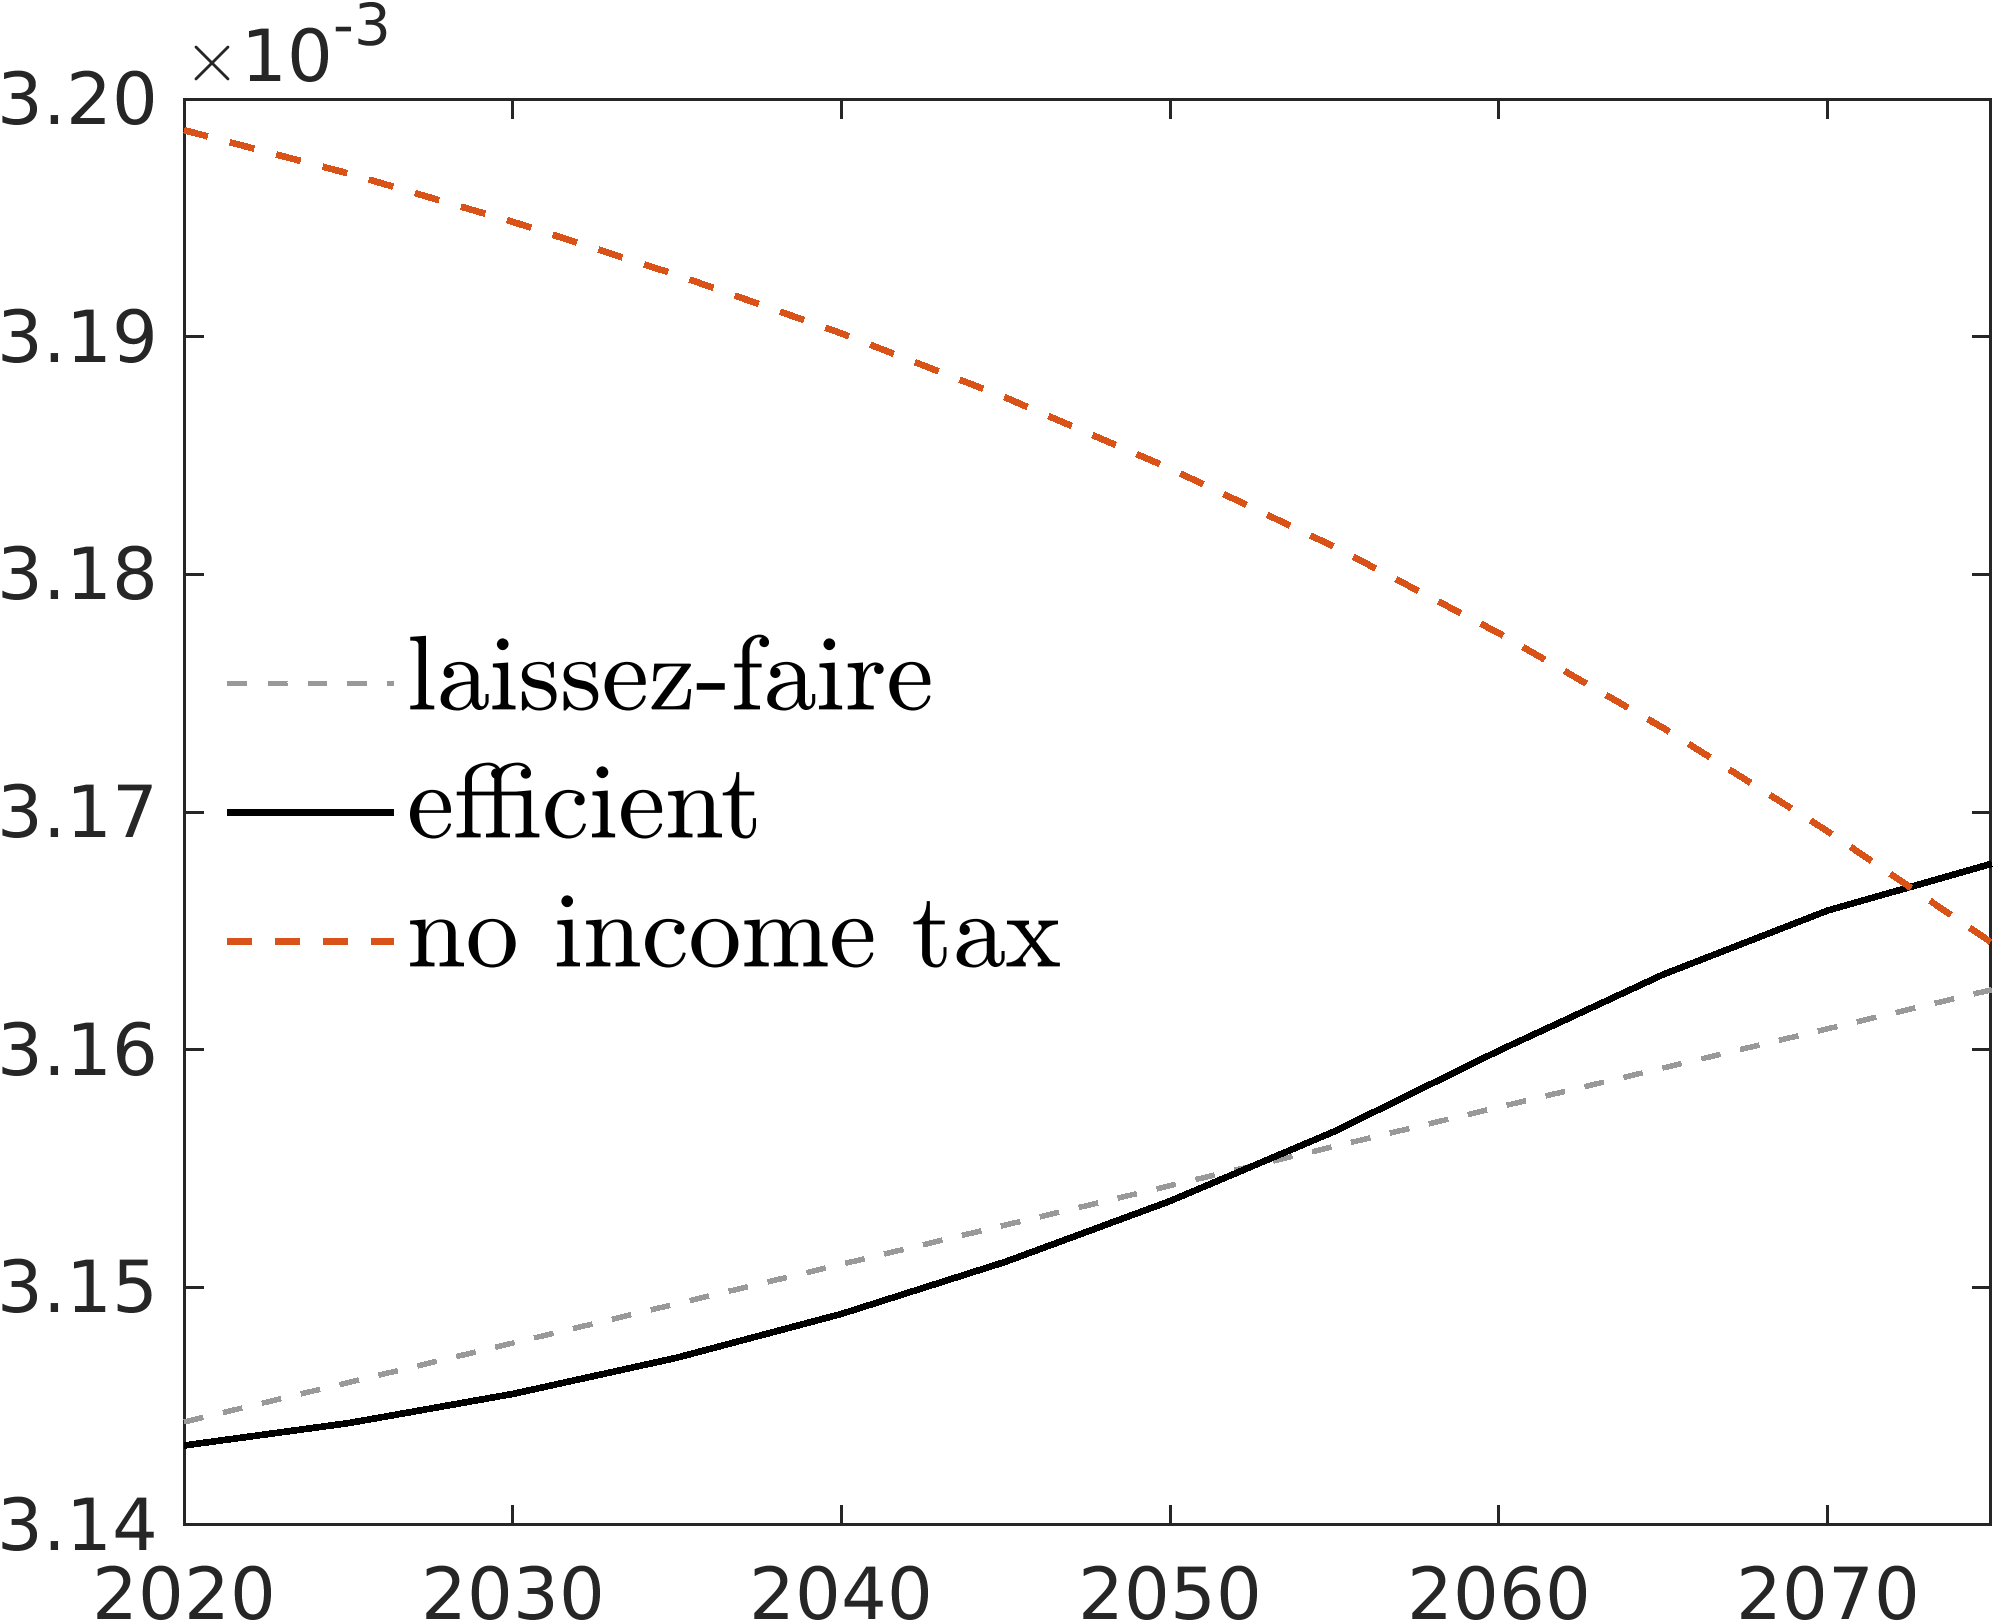 ×10-3
3.20
3.19
3.18
3.17
3.16
3.15
3.14
laissez-faire
efficient
no income tax
2020 2030 2040 2050 2060 2070